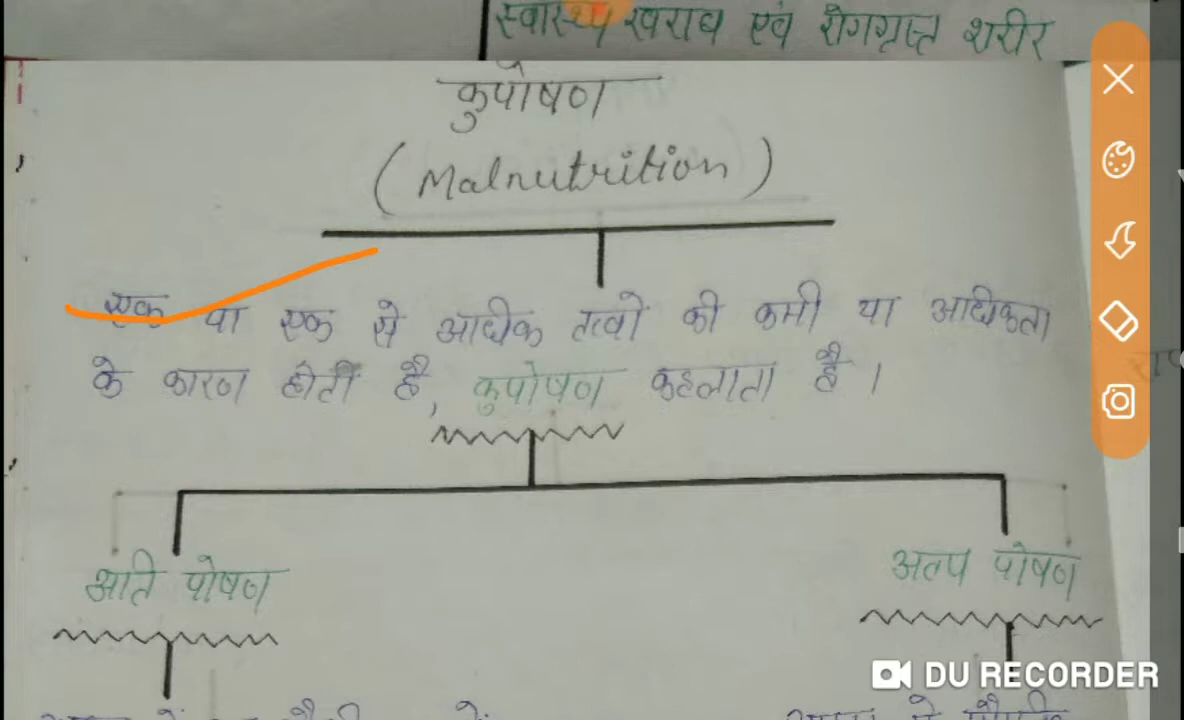 स्वास्थ्य खराब एवं रोगग्रस्त शरीर
कुपोषण
(Malnutrition)
एक या एक से अधिक तत्वों की कमी या अधिकता
के कारण होती है, कुपोषण कहलाता है ।
अति पोषण
अल्प पोषण
DU RECORDER